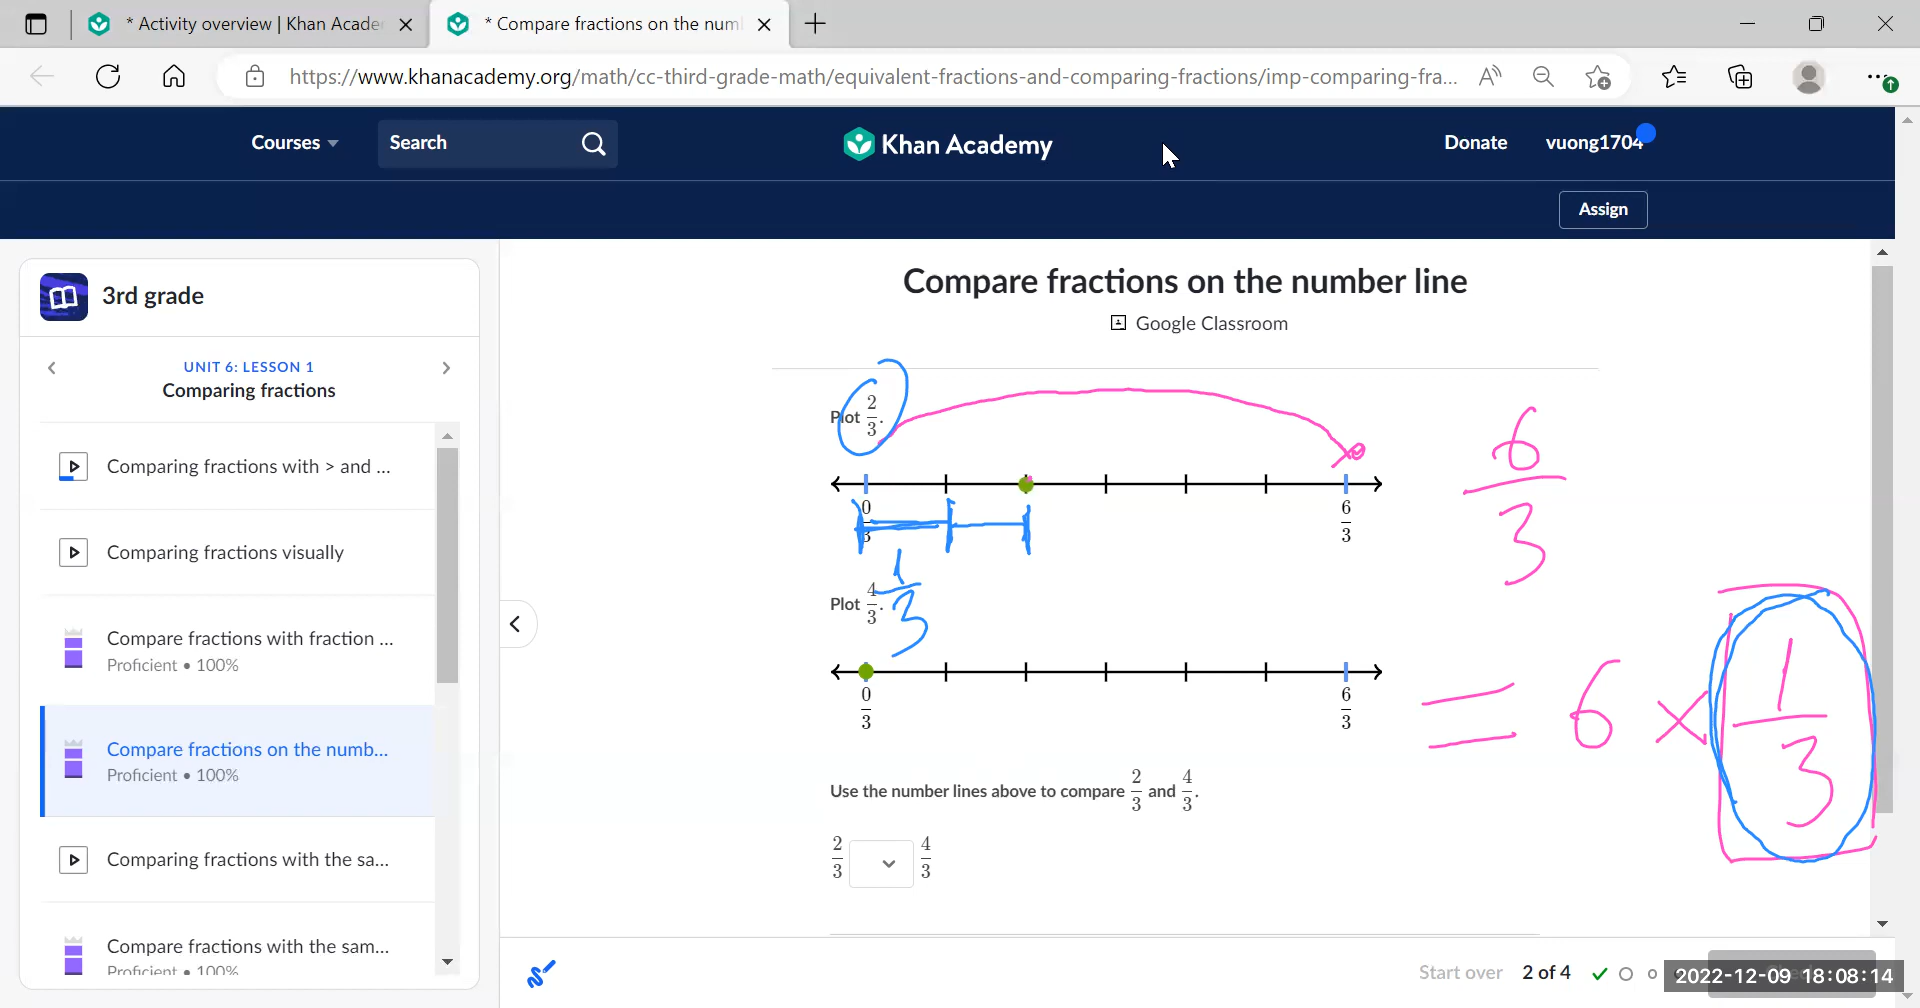 * Activity overview | Khan Acade
* Compare fractions on the num
https://www.khanacademy.org/math/cc-third-grade-math/equivalent-fractions-and-comparing-fractions/imp-comparing-fra...
Courses
Search
Khan Academy
Donate
vuong1704
Assign
3rd grade
UNIT 6: LESSON 1
Comparing fractions
Comparing fractions with > and ...
Comparing fractions visually
Compare fractions with fraction ...
Proficient • 100%
Compare fractions on the numb...
Proficient • 100%
Comparing fractions with the sa...
Compare fractions with the sam...
Proficient • 100%
Compare fractions on the number line
Google Classroom
Plot 2/3.
0/3 6/3
1/3
6/3
= 6 × 1/3
Plot 4/3.
0/3 6/3
Use the number lines above to compare 2/3 and 4/3.
2/3 4/3
Start over 2 of 4
2022-12-09 18:08:14